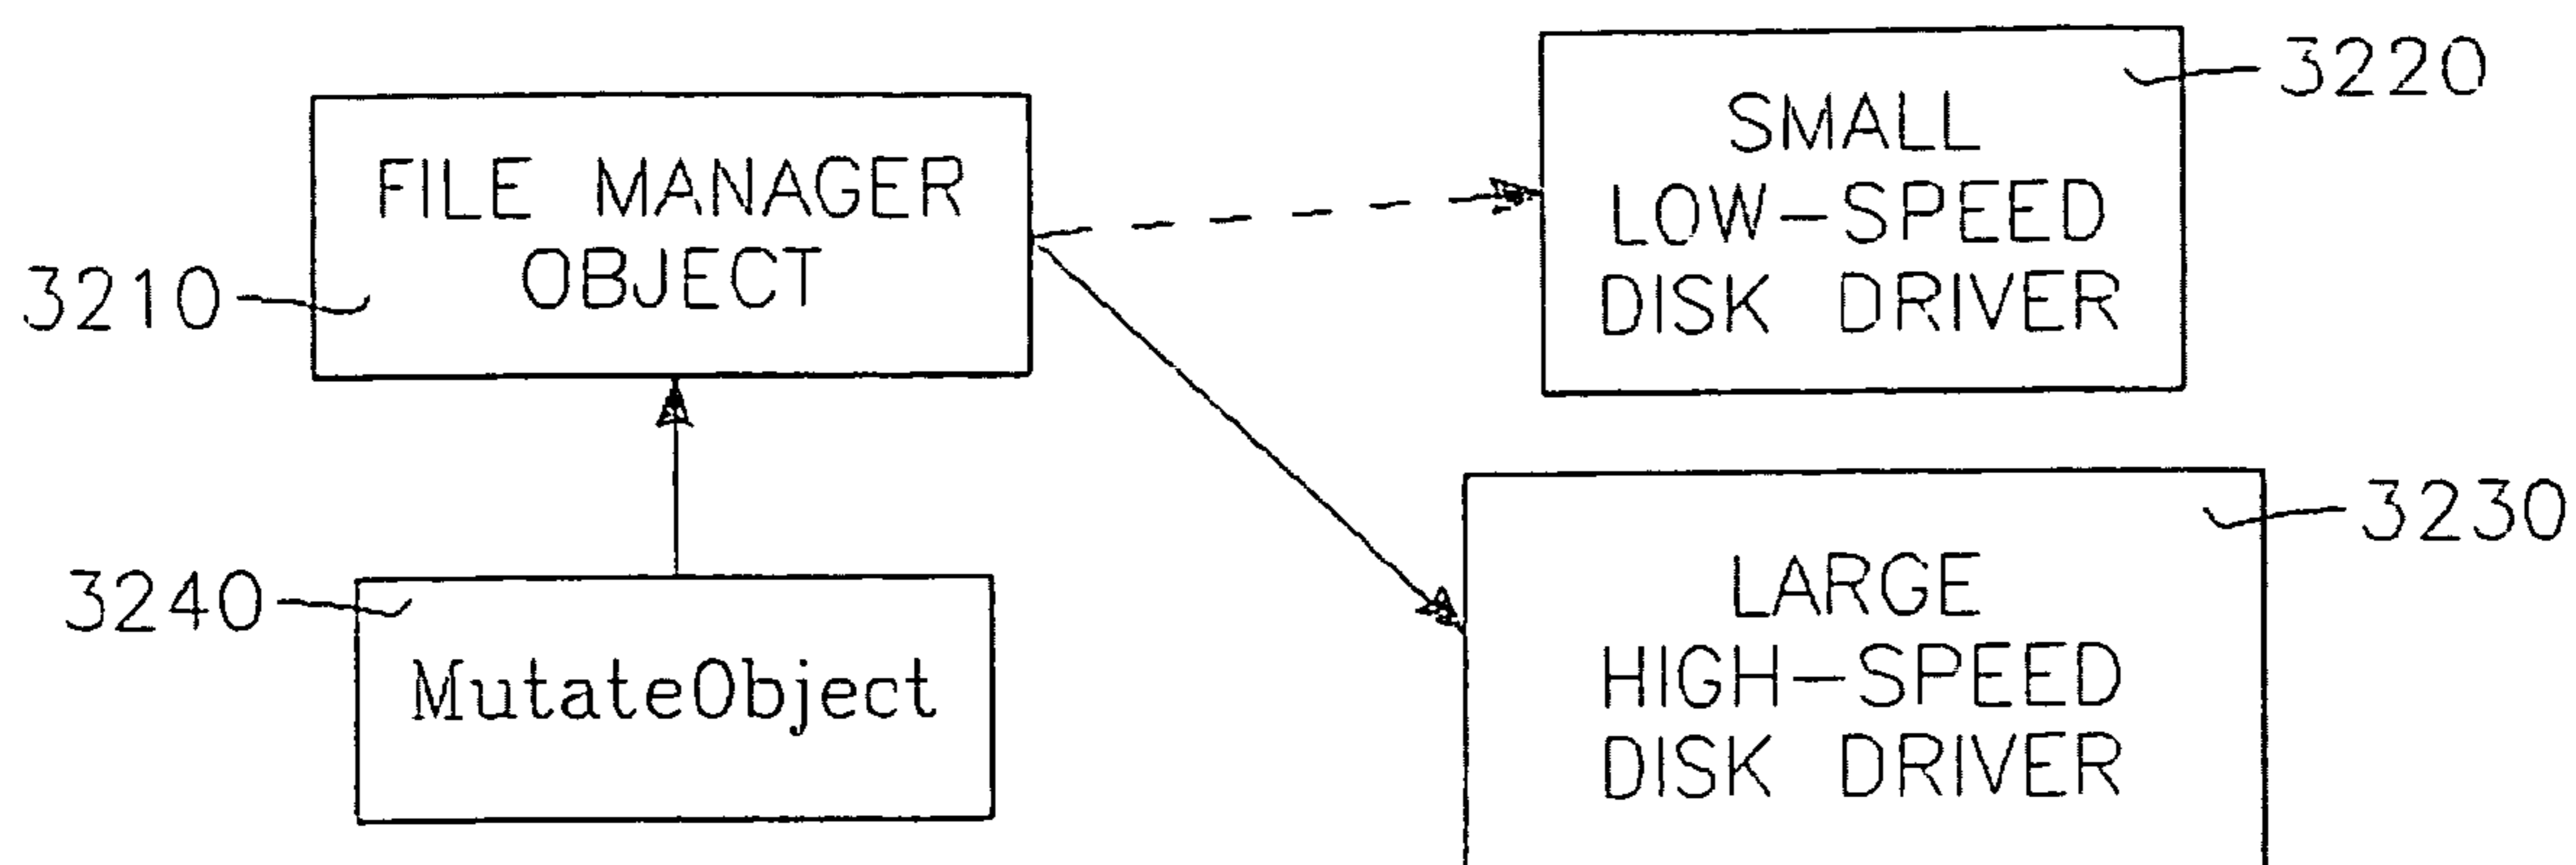 3210
FILE MANAGER
OBJECT
3220
SMALL
LOW-SPEED
DISK DRIVER
3240
MutateObject
3230
LARGE
HIGH-SPEED
DISK DRIVER